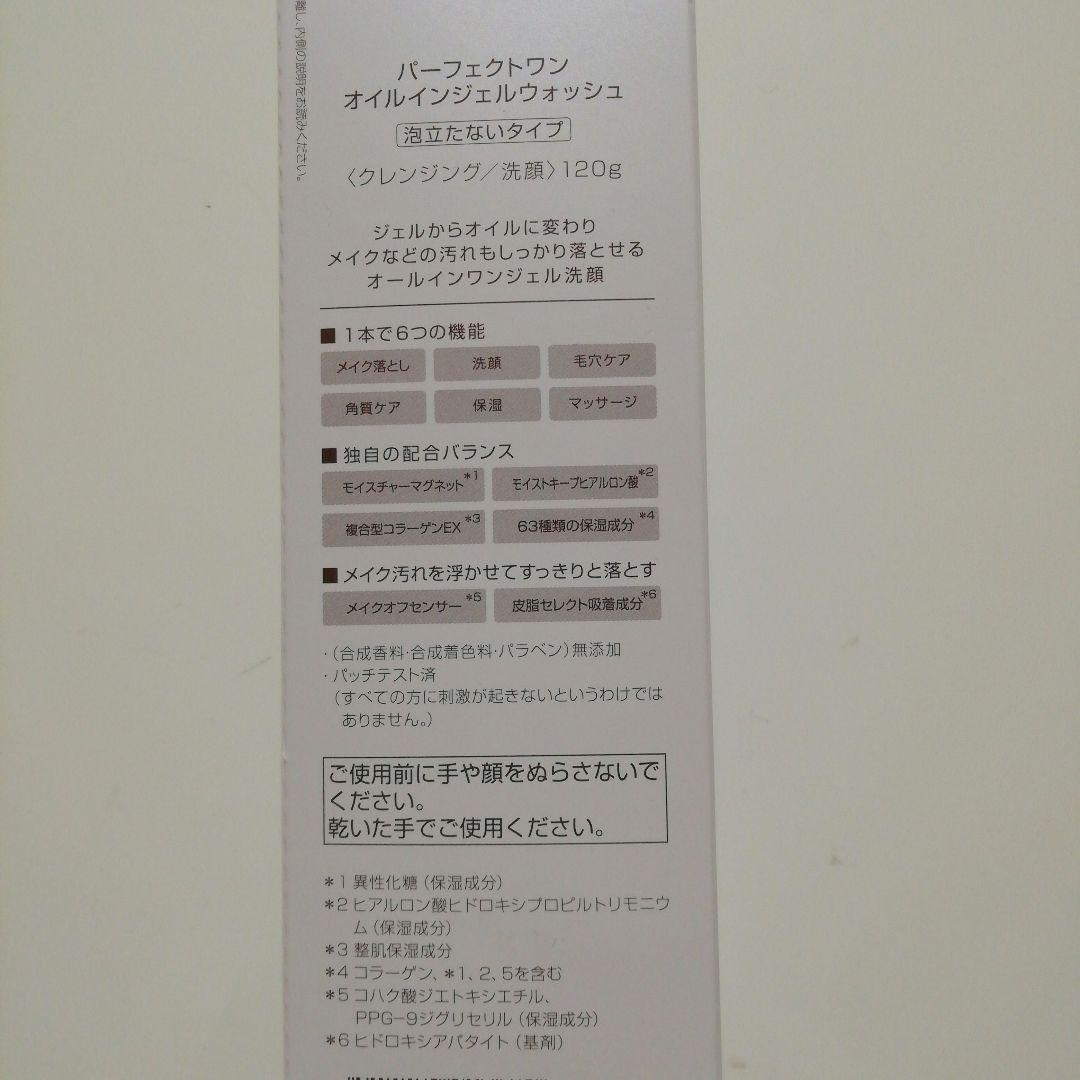 離し、内側の説明をお読みください。
パーフェクトワン
オイルインジェルウォッシュ
泡立たないタイプ
〈クレンジング／洗顔〉120g
ジェルからオイルに変わり
メイクなどの汚れもしっかり落とせる
オールインワンジェル洗顔
■ 1本で6つの機能
メイク落とし 洗顔 毛穴ケア
角質ケア 保湿 マッサージ
■ 独自の配合バランス
モイスチャーマグネット*1 モイストキープヒアルロン酸*2
複合型コラーゲンEX*3 63種類の保湿成分*4
■ メイク汚れを浮かせてすっきりと落とす
メイクオフセンサー*5 皮脂セレクト吸着成分*6
・(合成香料・合成着色料・パラベン)無添加
・パッチテスト済
(すべての方に刺激が起きないというわけでは
ありません。)
ご使用前に手や顔をぬらさないで
ください。
乾いた手でご使用ください。
*1 異性化糖(保湿成分)
*2 ヒアルロン酸ヒドロキシプロピルトリモニウ
ム(保湿成分)
*3 整肌保湿成分
*4 コラーゲン、*1、2、5を含む
*5 コハク酸ジエトキシエチル、
PPG-9ジグリセリル(保湿成分)
*6 ヒドロキシアパタイト(基剤)